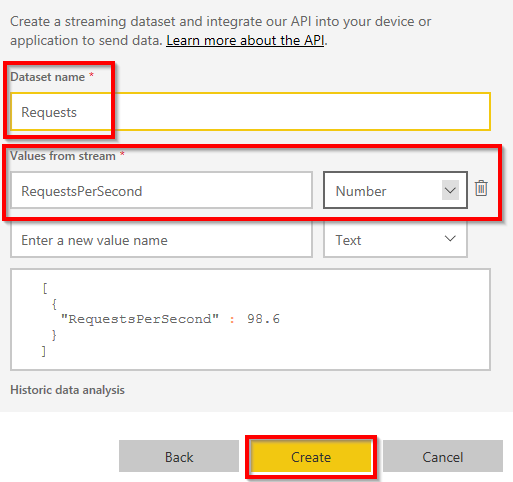 Create a streaming dataset and integrate our API into your device or
application to send data. Learn more about the API.
Dataset name *
Requests
Values from stream *
RequestsPerSecond Number
Enter a new value name Text
[
{
"RequestsPerSecond" : 98.6
}
]
Historic data analysis
Back Create Cancel